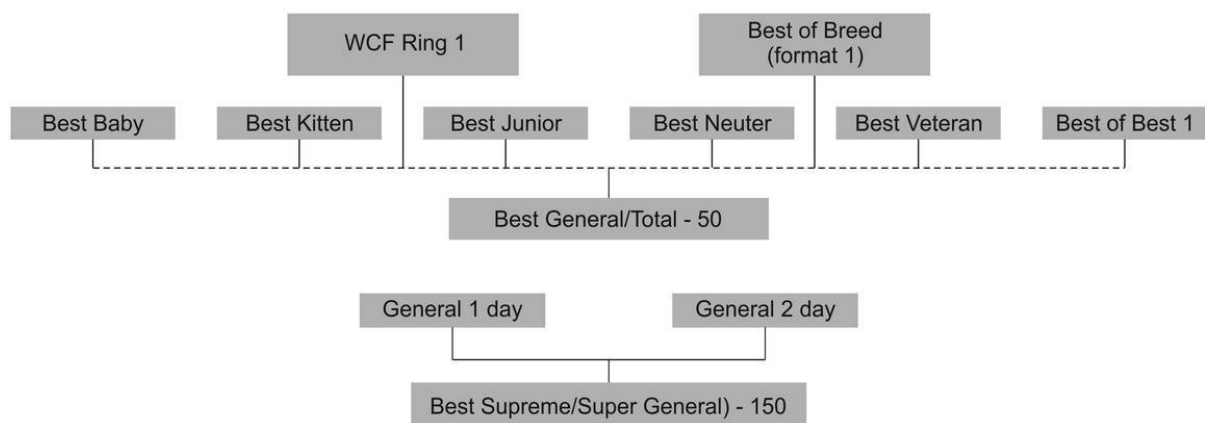 WCF Ring 1
Best of Breed
(format 1)
Best Baby
Best Kitten
Best Junior
Best Neuter
Best Veteran
Best of Best 1
Best General/Total - 50
General 1 day
General 2 day
Best Supreme/Super General) - 150